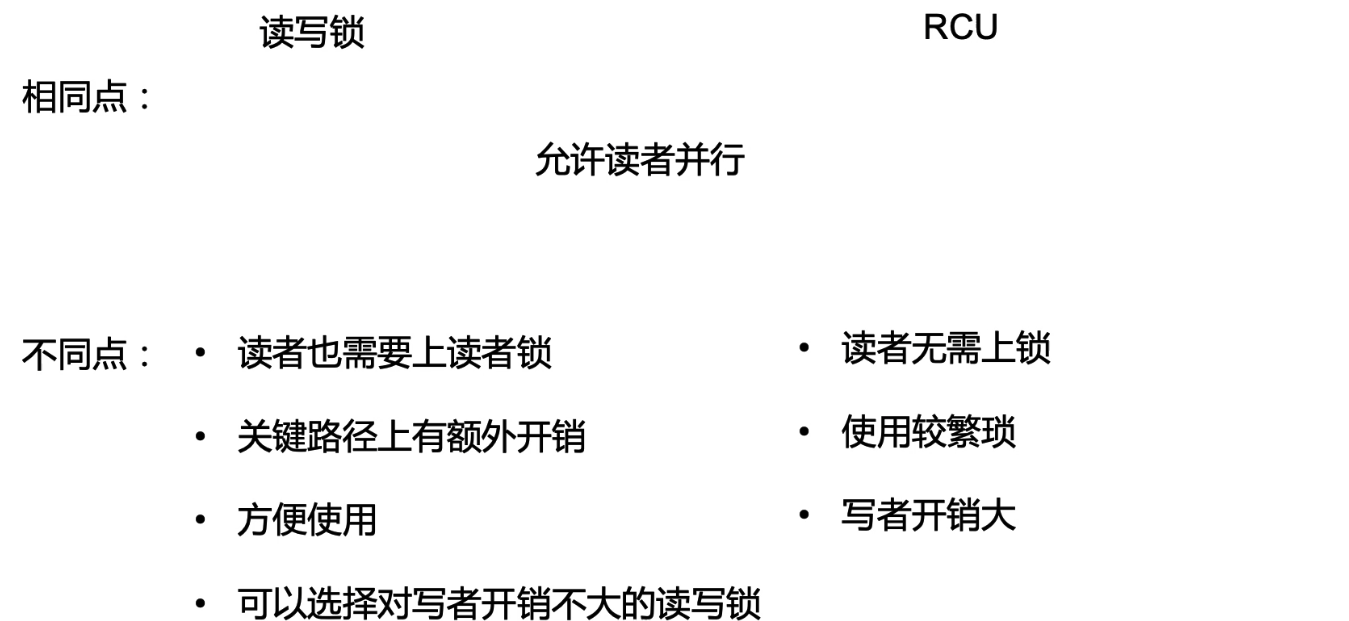 读写锁
RCU
相同点：
允许读者并行
不同点：
• 读者也需要上读者锁
• 关键路径上有额外开销
• 方便使用
• 可以选择对写者开销不大的读写锁
• 读者无需上锁
• 使用较繁琐
• 写者开销大